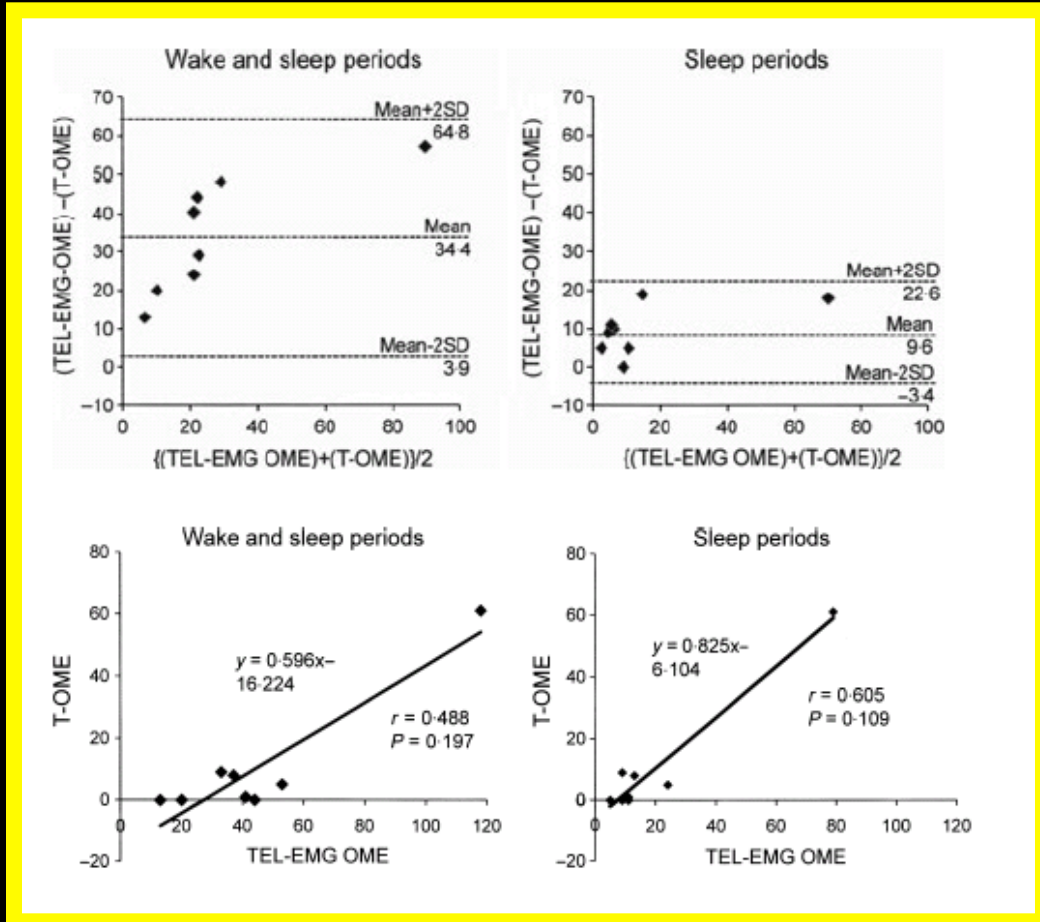 Wake and sleep periods
(TEL-EMG-OME) –(T-OME)
70
60
50
40
30
20
10
0
–10
Mean+2SD
64·8
Mean
34·4
Mean-2SD
3·9
0 20 40 60 80 100
{(TEL-EMG OME)+(T-OME)}/2
Sleep periods
(TEL-EMG-OME) –(T-OME)
70
60
50
40
30
20
10
0
–10
Mean+2SD
22·6
Mean
9·6
Mean-2SD
–3·4
0 20 40 60 80 100
{(TEL-EMG OME)+(T-OME)}/2
Wake and sleep periods
T-OME
80
60
40
20
0
–20
y = 0·596x–
16·224
r = 0·488
P = 0·197
0 20 40 60 80 100 120
TEL-EMG OME
Sleep periods
T-OME
80
60
40
20
0
–20
y = 0·825x–
6·104
r = 0·605
P = 0·109
0 20 40 60 80 100 120
TEL-EMG OME